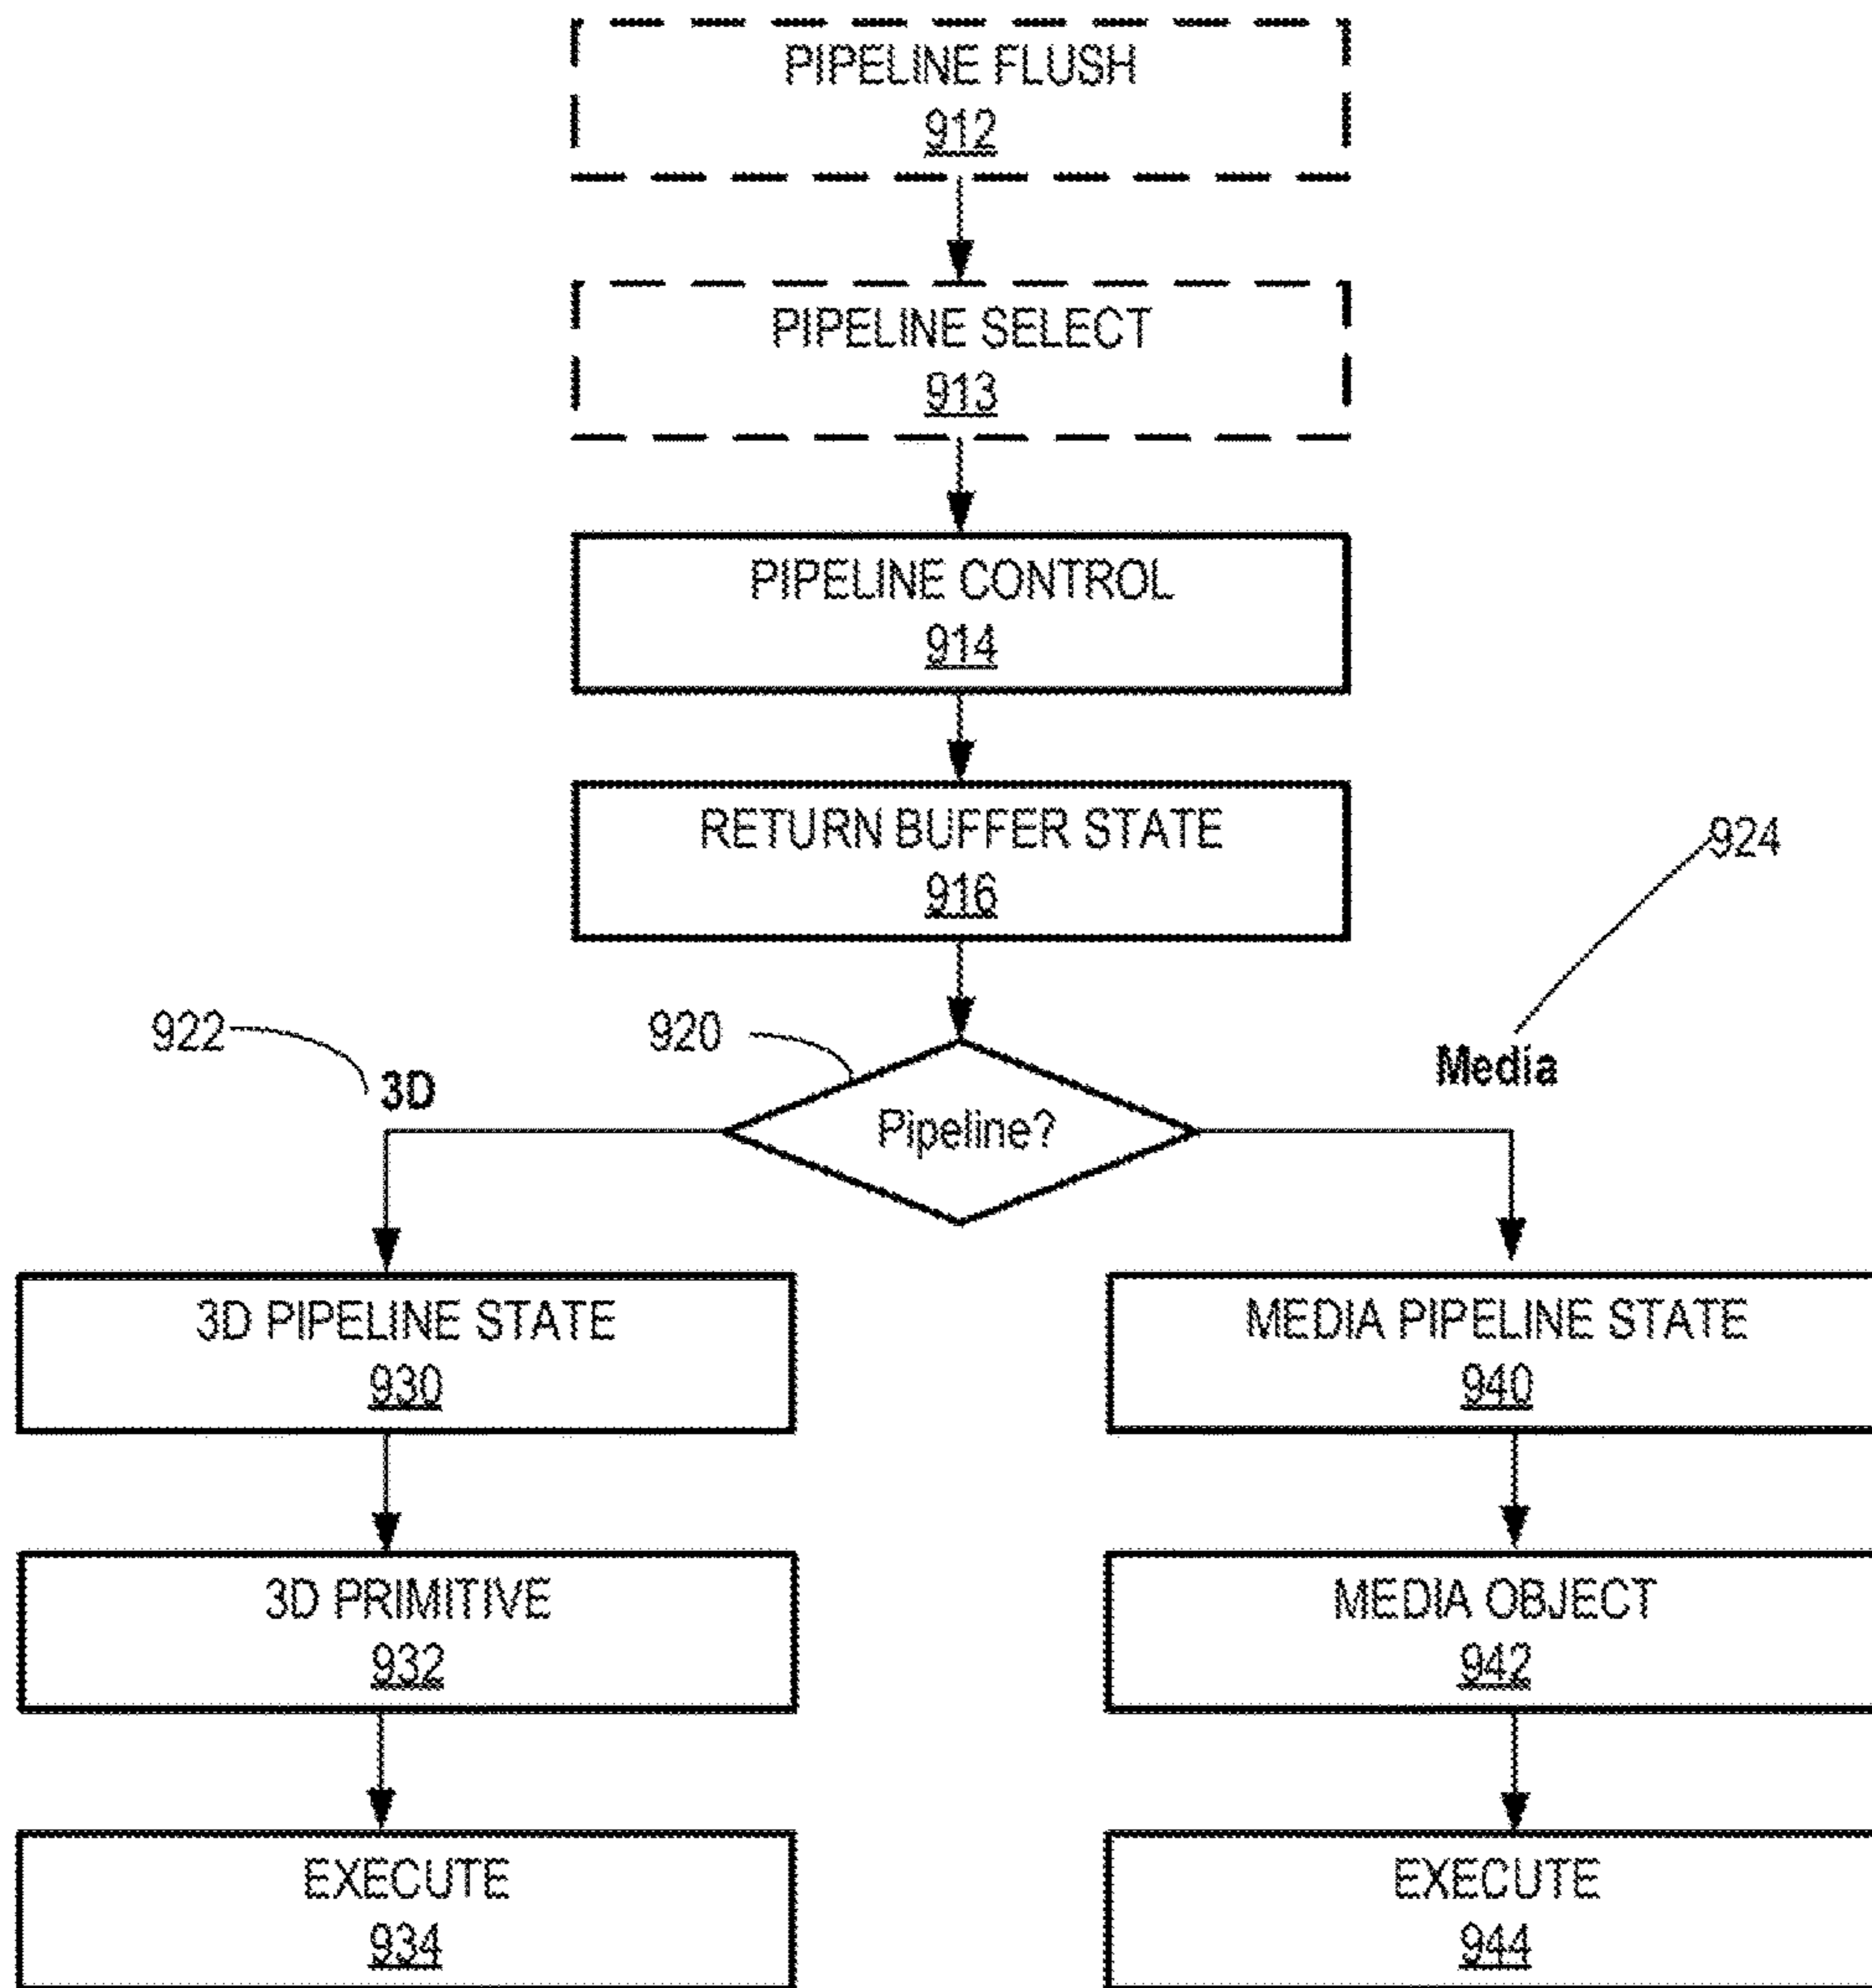 PIPELINE FLUSH
912
PIPELINE SELECT
913
PIPELINE CONTROL
914
RETURN BUFFER STATE
916
924
922
920
3D
Media
Pipeline?
3D PIPELINE STATE
930
MEDIA PIPELINE STATE
940
3D PRIMITIVE
932
MEDIA OBJECT
942
EXECUTE
934
EXECUTE
944